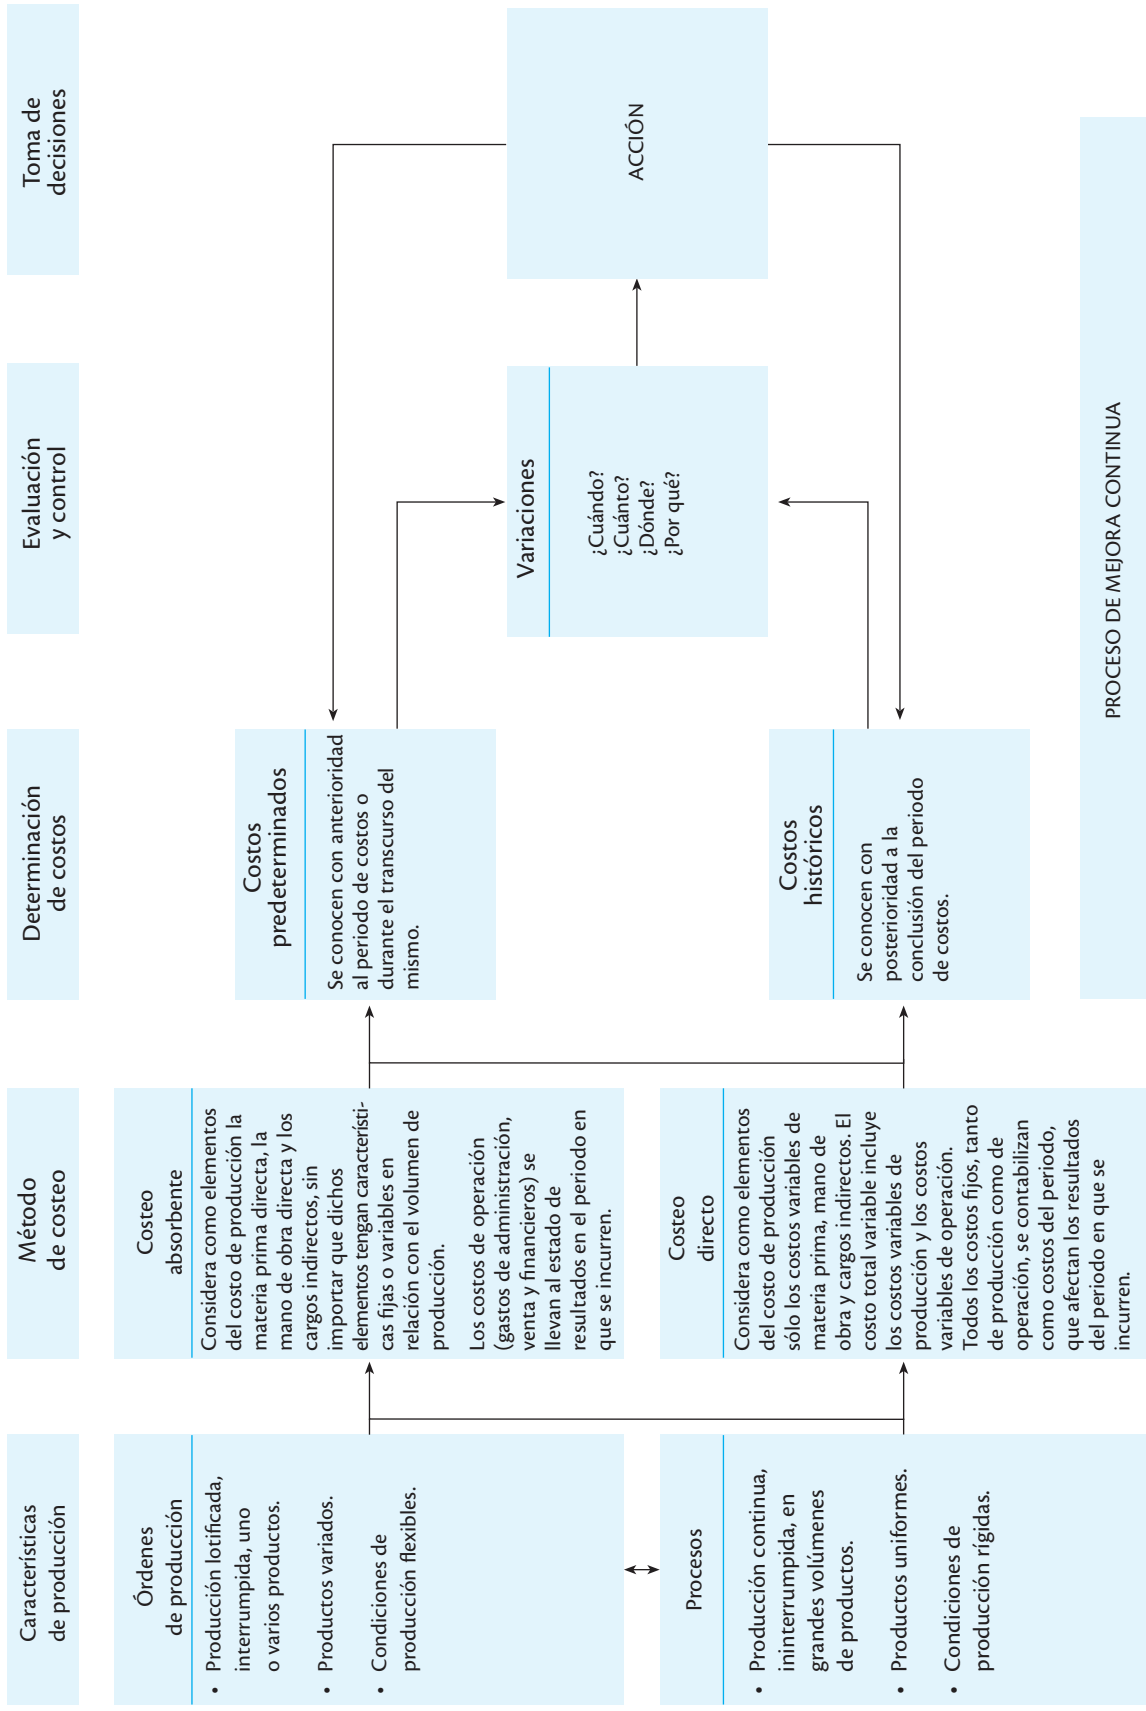 Características
de producción
Método
de costeo
Determinación
de costos
Evaluación
y control
Toma de
decisiones
Órdenes
de producción
• Producción lotificada,
interrumpida, uno
o varios productos.
• Productos variados.
• Condiciones de
producción flexibles.
Procesos
• Producción continua,
ininterrumpida, en
grandes volúmenes
de productos.
• Productos uniformes.
• Condiciones de
producción rígidas.
Costeo
absorbente
Considera como elementos
del costo de producción la
materia prima directa, la
mano de obra directa y los
cargos indirectos, sin
importar que dichos
elementos tengan característi-
cas fijas o variables en
relación con el volumen de
producción.
Los costos de operación
(gastos de administración,
venta y financieros) se
llevan al estado de
resultados en el periodo en
que se incurren.
Costeo
directo
Considera como elementos
del costo de producción
sólo los costos variables de
materia prima, mano de
obra y cargos indirectos. El
costo total variable incluye
los costos variables de
producción y los costos
variables de operación.
Todos los costos fijos, tanto
de producción como de
operación, se contabilizan
como costos del periodo,
que afectan los resultados
del periodo en que se
incurren.
Costos
predeterminados
Se conocen con anterioridad
al periodo de costos o
durante el transcurso del
mismo.
Costos
históricos
Se conocen con
posterioridad a la
conclusión del periodo
de costos.
Variaciones
¿Cuándo?
¿Cuánto?
¿Dónde?
¿Por qué?
ACCIÓN
PROCESO DE MEJORA CONTINUA